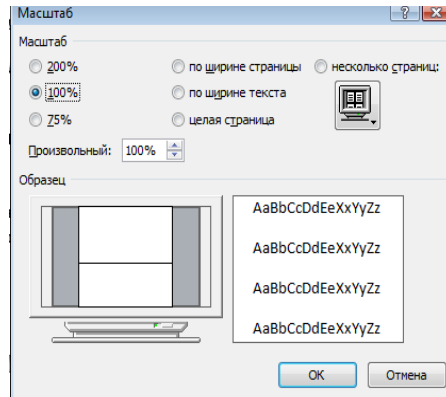 Масштаб
Масштаб
200% по ширине страницы несколько страниц:
100% по ширине текста
75% целая страница
Произвольный: 100%
Образец
AaBbCcDdEeXxYyZz
AaBbCcDdEeXxYyZz
AaBbCcDdEeXxYyZz
AaBbCcDdEeXxYyZz
ОК Отмена